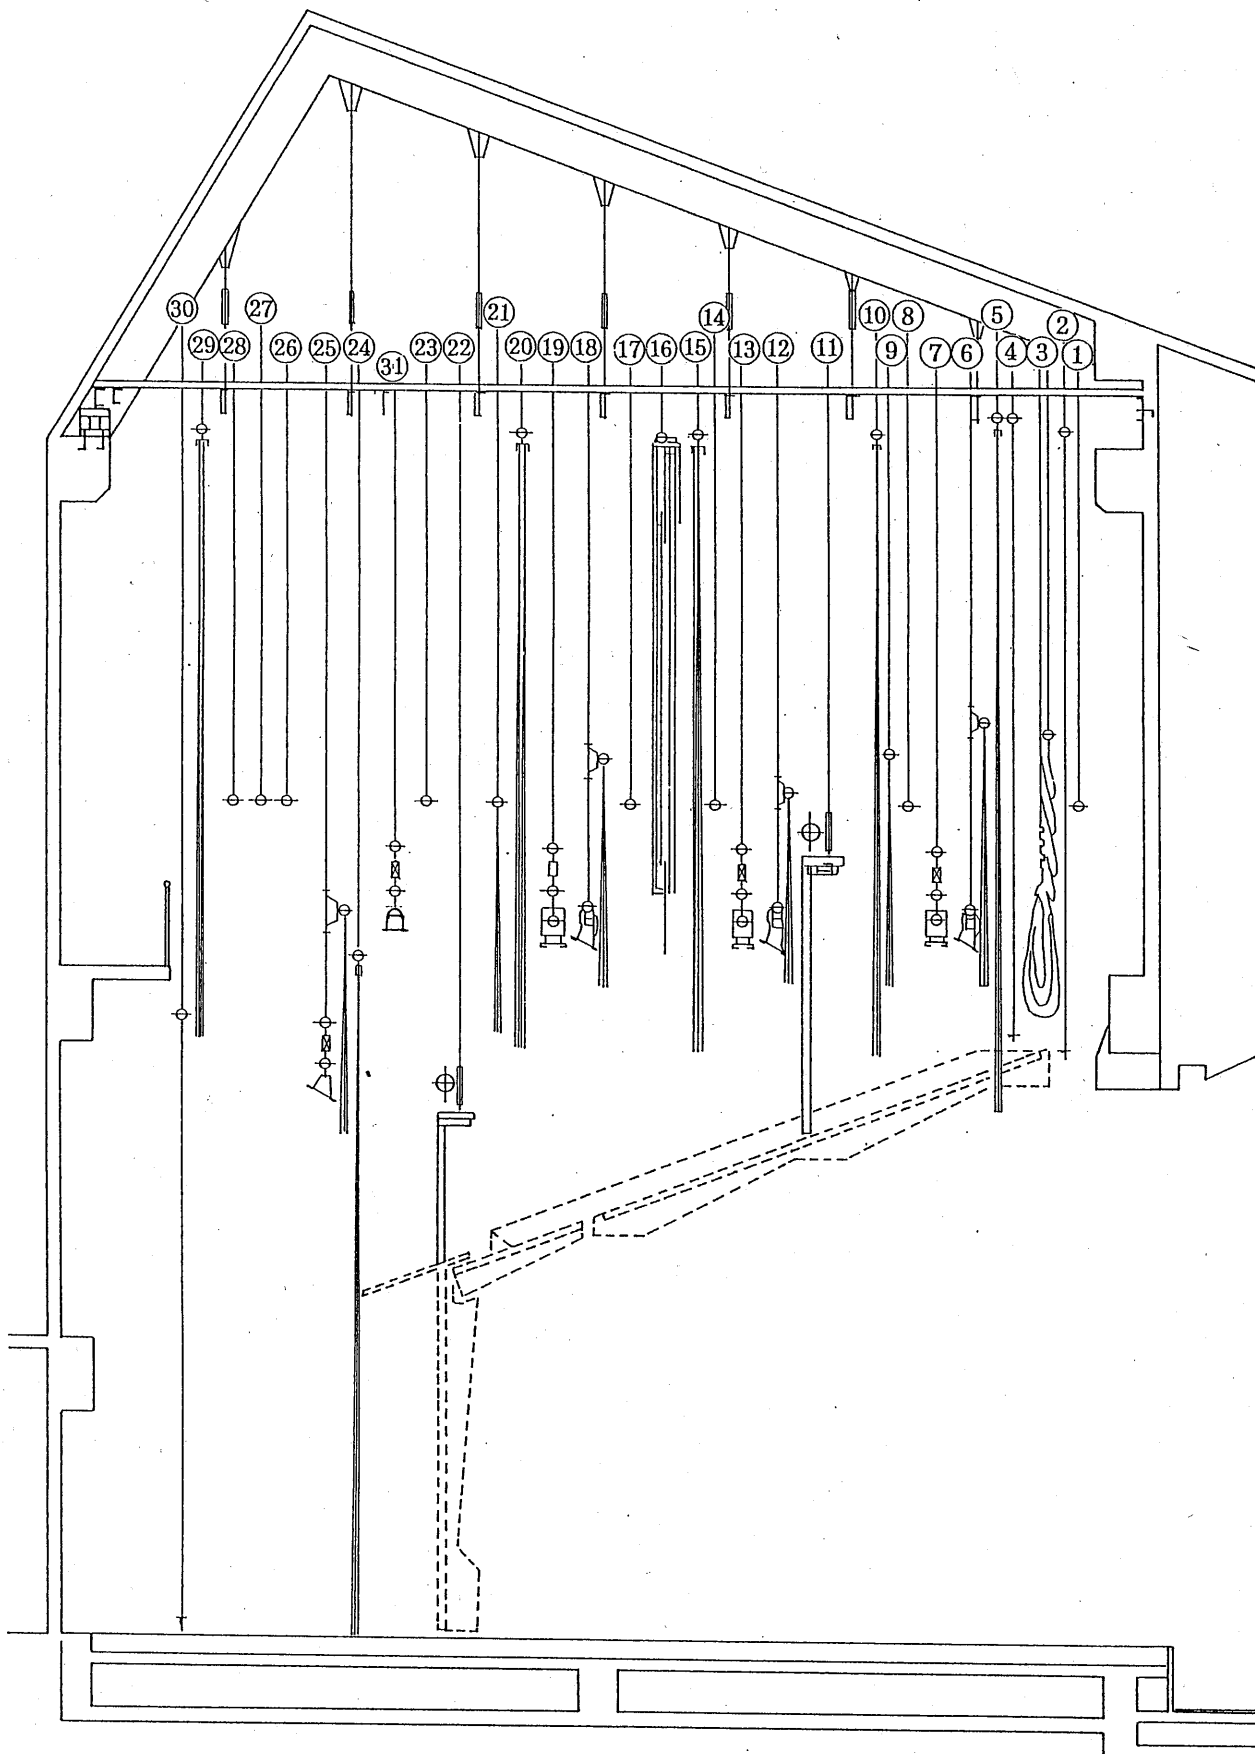 ㉚ ㉗ ㉑ ⑭ ⑩ ⑧ ⑤ ②
㉙ ㉘ ㉖ ㉕ ㉔ ㉛ ㉓ ㉒ ⑳ ⑲ ⑱ ⑰ ⑯ ⑮ ⑬ ⑫ ⑪ ⑨ ⑦ ⑥ ④ ③ ①